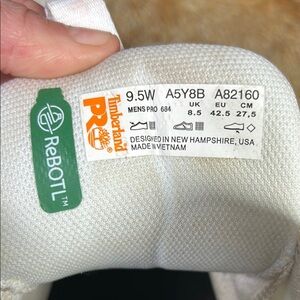 ReBOTL™
Timberland
PRO
9.5W A5Y8B A82160
MENS PRO 684 UK EU CM
8.5 42.5 27,5
DESIGNED IN NEW HAMPSHIRE, USA
MADE IN VIETNAM